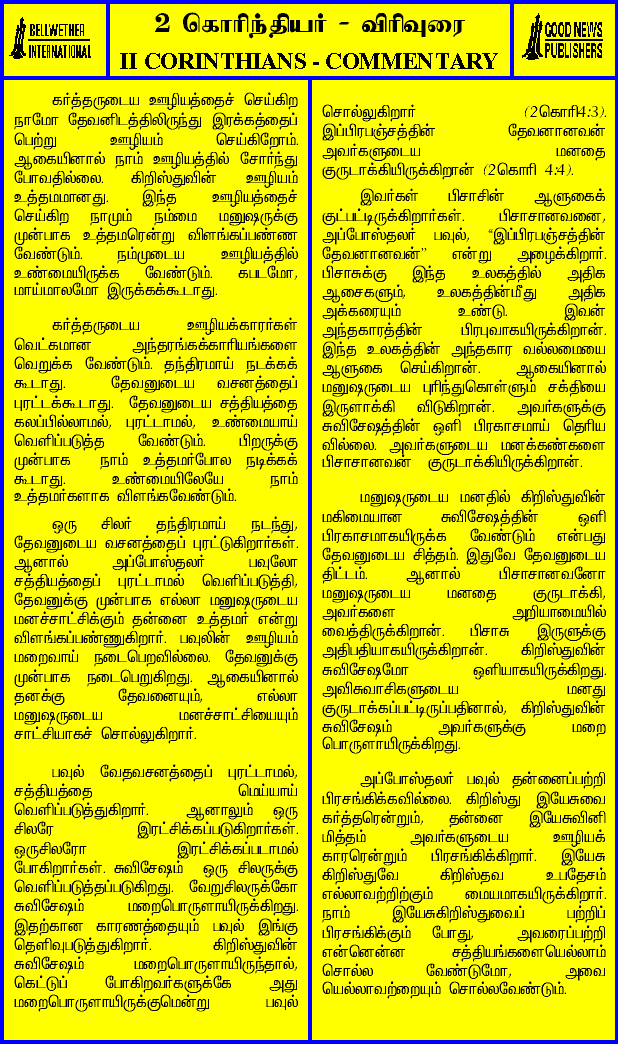 BELLWETHER
INTERNATIONAL
2 கொரிந்தியர் - விரிவுரை
II CORINTHIANS - COMMENTARY
GOOD NEWS
PUBLISHERS
கர்த்தருடைய ஊழியத்தைச் செய்கிற
நாமோ தேவனிடத்திலிருந்து இரக்கத்தைப்
பெற்று ஊழியம் செய்கிறோம்.
ஆகையினால் நாம் ஊழியத்தில் சோர்ந்து
போவதில்லை. கிறிஸ்துவின் ஊழியம்
உத்தமமானது. இந்த ஊழியத்தைச்
செய்கிற நாமும் நம்மை மனுஷருக்கு
முன்பாக உத்தமரென்று விளங்கப்பண்ண
வேண்டும். நம்முடைய ஊழியத்தில்
உண்மையிருக்க வேண்டும். கபடமோ,
மாய்மாலமோ இருக்கக்கூடாது.
கர்த்தருடைய ஊழியக்காரர்கள்
வெட்கமான அந்தரங்கக்காரியங்களை
வெறுக்க வேண்டும். தந்திரமாய் நடக்கக்
கூடாது. தேவனுடைய வசனத்தைப்
புரட்டக்கூடாது. தேவனுடைய சத்தியத்தை
கலப்பில்லாமல், புரட்டாமல், உண்மையாய்
வெளிப்படுத்த வேண்டும். பிறருக்கு
முன்பாக நாம் உத்தமர்போல நடிக்கக்
கூடாது. உண்மையிலேயே நாம்
உத்தமர்களாக விளங்கவேண்டும்.
ஒரு சிலர் தந்திரமாய் நடந்து,
தேவனுடைய வசனத்தைப் புரட்டுகிறார்கள்.
ஆனால் அப்போஸ்தலர் பவுலோ
சத்தியத்தைப் புரட்டாமல் வெளிப்படுத்தி,
தேவனுக்கு முன்பாக எல்லா மனுஷருடைய
மனச்சாட்சிக்கும் தன்னை உத்தமர் என்று
விளங்கப்பண்ணுகிறார். பவுலின் ஊழியம்
மறைவாய் நடைபெறவில்லை. தேவனுக்கு
முன்பாக நடைபெறுகிறது. ஆகையினால்
தனக்கு தேவனையும், எல்லா
மனுஷருடைய மனச்சாட்சியையும்
சாட்சியாகச் சொல்லுகிறார்.
பவுல் வேதவசனத்தைப் புரட்டாமல்,
சத்தியத்தை மெய்யாய்
வெளிப்படுத்துகிறார். ஆனாலும் ஒரு
சிலரே இரட்சிக்கப்படுகிறார்கள்.
ஒருசிலரோ இரட்சிக்கப்படாமல்
போகிறார்கள். சுவிசேஷம் ஒரு சிலருக்கு
வெளிப்படுத்தப்படுகிறது. வேறுசிலருக்கோ
சுவிசேஷம் மறைபொருளாயிருக்கிறது.
இதற்கான காரணத்தையும் பவுல் இங்கு
தெளிவுபடுத்துகிறார். கிறிஸ்துவின்
சுவிசேஷம் மறைபொருளாயிருந்தால்,
கெட்டுப் போகிறவர்களுக்கே அது
மறைபொருளாயிருக்குமென்று பவுல்
சொல்லுகிறார் (2கொரி4:3).
இப்பிரபஞ்சத்தின் தேவனானவன்
அவர்களுடைய மனதை
குருடாக்கியிருக்கிறான் (2கொரி 4:4).
இவர்கள் பிசாசின் ஆளுகைக்
குட்பட்டிருக்கிறார்கள். பிசாசானவனை,
அப்போஸ்தலர் பவுல், “இப்பிரபஞ்சத்தின்
தேவனானவன்” என்று அழைக்கிறார்.
பிசாசுக்கு இந்த உலகத்தில் அதிக
ஆசைகளும், உலகத்தின்மீது அதிக
அக்கரையும் உண்டு. இவன்
அந்தகாரத்தின் பிரபுவாகயிருக்கிறான்.
இந்த உலகத்தின் அந்தகார வல்லமையை
ஆளுகை செய்கிறான். ஆகையினால்
மனுஷருடைய புரிந்துகொள்ளும் சக்தியை
இருளாக்கி விடுகிறான். அவர்களுக்கு
சுவிசேஷத்தின் ஒளி பிரகாசமாய் தெரிய
வில்லை. அவர்களுடைய மனக்கண்களை
பிசாசானவன் குருடாக்கியிருக்கிறான்.
மனுஷருடைய மனதில் கிறிஸ்துவின்
மகிமையான சுவிசேஷத்தின் ஒளி
பிரகாசமாகயிருக்க வேண்டும் என்பது
தேவனுடைய சித்தம். இதுவே தேவனுடைய
திட்டம். ஆனால் பிசாசானவனோ
மனுஷருடைய மனதை குருடாக்கி,
அவர்களை அறியாமையில்
வைத்திருக்கிறான். பிசாசு இருளுக்கு
அதிபதியாகயிருக்கிறான். கிறிஸ்துவின்
சுவிசேஷமோ ஒளியாகயிருக்கிறது.
அவிசுவாசிகளுடைய மனது
குருடாக்கப்பட்டிருப்பதினால், கிறிஸ்துவின்
சுவிசேஷம் அவர்களுக்கு மறை
பொருளாயிருக்கிறது.
அப்போஸ்தலர் பவுல் தன்னைப்பற்றி
பிரசங்கிக்கவில்லை. கிறிஸ்து இயேசுவை
கர்த்தரென்றும், தன்னை இயேசுவினி
மித்தம் அவர்களுடைய ஊழியக்
காரரென்றும் பிரசங்கிக்கிறார். இயேசு
கிறிஸ்துவே கிறிஸ்தவ உபதேசம்
எல்லாவற்றிற்கும் மையமாகயிருக்கிறார்.
நாம் இயேசுகிறிஸ்துவைப் பற்றிப்
பிரசங்கிக்கும் போது, அவரைப்பற்றி
என்னென்ன சத்தியங்களையெல்லாம்
சொல்ல வேண்டுமோ, அவை
யெல்லாவற்றையும் சொல்லவேண்டும்.